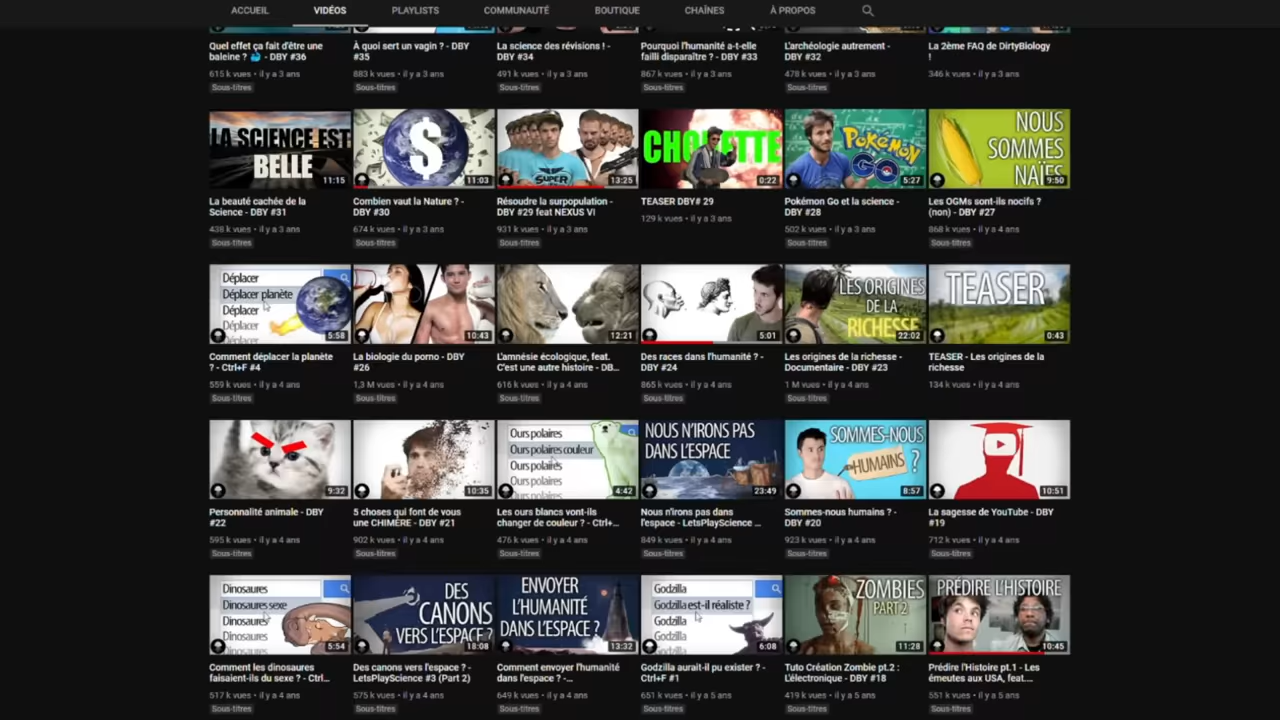 ACCUEIL VIDÉOS PLAYLISTS COMMUNAUTÉ BOUTIQUE CHAÎNES À PROPOS
Quel effet ça fait d'être une
baleine ? 🐳 - DBY #36
615 k vues • il y a 3 ans
Sous-titres
À quoi sert un vagin ? - DBY
#35
883 k vues • il y a 3 ans
Sous-titres
La science des révisions ! -
DBY #34
491 k vues • il y a 3 ans
Sous-titres
Pourquoi l'humanité a-t-elle
failli disparaître ? - DBY #33
867 k vues • il y a 3 ans
Sous-titres
L'archéologie autrement -
DBY #32
478 k vues • il y a 3 ans
Sous-titres
La 2ème FAQ de DirtyBiology
!
346 k vues • il y a 3 ans
LA SCIENCE EST
BELLE
11:15
La beauté cachée de la
Science - DBY #31
438 k vues • il y a 3 ans
Sous-titres
$
11:03
Combien vaut la Nature ? -
DBY #30
674 k vues • il y a 3 ans
Sous-titres
SUPER
13:25
Résoudre la surpopulation -
DBY #29 feat NEXUS VI
931 k vues • il y a 3 ans
Sous-titres
0:22
TEASER DBY# 29
129 k vues • il y a 3 ans
POKÉMON
GO
5:27
Pokémon Go et la science -
DBY #28
502 k vues • il y a 3 ans
Sous-titres
NOUS
SOMMES
NAÏFS
9:50
Les OGMs sont-ils nocifs ?
(non) - DBY #27
868 k vues • il y a 4 ans
Sous-titres
Déplacer
Déplacer planète
Déplacer
Déplacer
5:58
Comment déplacer la planète
? - Ctrl+F #4
559 k vues • il y a 4 ans
Sous-titres
10:43
La biologie du porno - DBY
#26
1,3 M vues • il y a 4 ans
Sous-titres
12:21
L'amnésie écologique, feat.
C'est une autre histoire - DB...
616 k vues • il y a 4 ans
Sous-titres
5:01
Des races dans l'humanité ? -
DBY #24
865 k vues • il y a 4 ans
Sous-titres
LES ORIGINES
DE LA
RICHESSE
22:02
Les origines de la richesse -
Documentaire - DBY #23
1 M vues • il y a 4 ans
Sous-titres
TEASER
0:43
TEASER - Les origines de la
richesse
134 k vues • il y a 4 ans
Sous-titres
9:32
Personnalité animale - DBY
#22
595 k vues • il y a 4 ans
Sous-titres
10:35
5 choses qui font de vous
une CHIMÈRE - DBY #21
902 k vues • il y a 4 ans
Sous-titres
Ours polaires
Ours polaires couleur
Ours polaires
Ours polaires
4:42
Les ours blancs vont-ils
changer de couleur ? - Ctrl+...
476 k vues • il y a 4 ans
Sous-titres
NOUS N'IRONS PAS
DANS L'ESPACE
23:49
Nous n'irons pas dans
l'espace - LetsPlayScience ...
849 k vues • il y a 4 ans
Sous-titres
SOMMES-NOUS
HUMAINS ?
8:57
Sommes-nous humains ? -
DBY #20
923 k vues • il y a 4 ans
Sous-titres
10:51
La sagesse de YouTube - DBY
#19
712 k vues • il y a 4 ans
Sous-titres
Dinosaures
Dinosaures sexe
Dinosaures
Dinosaures
5:54
Comment les dinosaures
faisaient-ils du sexe ? - Ctrl...
517 k vues • il y a 4 ans
Sous-titres
DES
CANONS
VERS L'ESPACE ?
18:08
Des canons vers l'espace ? -
LetsPlayScience #3 (Part 2)
575 k vues • il y a 4 ans
Sous-titres
ENVOYER
L'HUMANITÉ
DANS L'ESPACE ?
13:32
Comment envoyer l'humanité
dans l'espace ? -...
649 k vues • il y a 4 ans
Sous-titres
Godzilla
Godzilla est-il réaliste ?
Godzilla
Godzilla
6:08
Godzilla aurait-il pu exister ? -
Ctrl+F #1
651 k vues • il y a 5 ans
Sous-titres
ZOMBIES
PART 2
11:28
Tuto Création Zombie pt.2 :
L'électronique - DBY #18
419 k vues • il y a 5 ans
Sous-titres
PRÉDIRE L'HISTOIRE
10:45
Prédire l'Histoire pt.1 - Les
émeutes aux USA, feat....
551 k vues • il y a 5 ans
Sous-titres